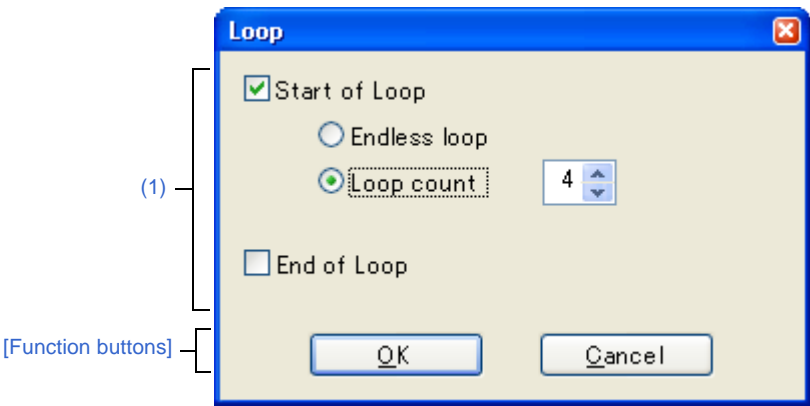 Loop
Start of Loop
Endless loop
(1)
Loop count 4
End of Loop
[Function buttons]
OK Cancel